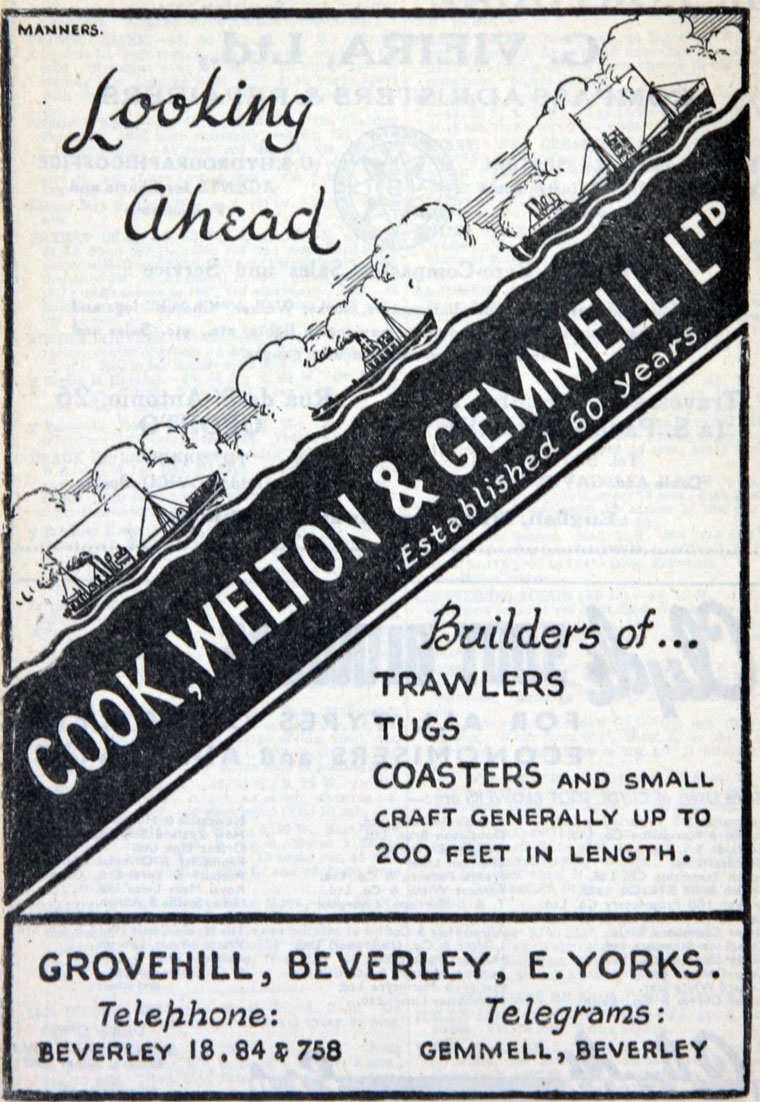 MANNERS.
Looking
Ahead
COOK, WELTON & GEMMELL LTD
Established 60 years
Builders of...
TRAWLERS
TUGS
COASTERS AND SMALL
CRAFT GENERALLY UP TO
200 FEET IN LENGTH.
GROVEHILL, BEVERLEY, E. YORKS.
Telephone:
BEVERLEY 18.84 & 758
Telegrams:
GEMMELL, BEVERLEY